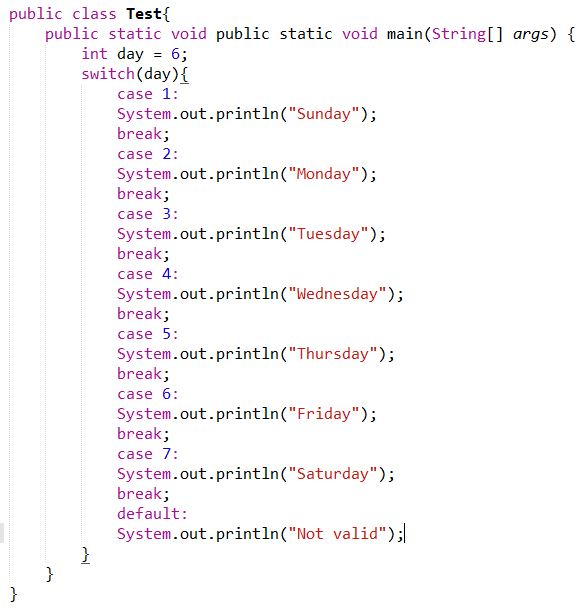 public class Test{
    public static void public static void main(String[] args) {
        int day = 6;
        switch(day){
            case 1:
            System.out.println("Sunday");
            break;
            case 2:
            System.out.println("Monday");
            break;
            case 3:
            System.out.println("Tuesday");
            break;
            case 4:
            System.out.println("Wednesday");
            break;
            case 5:
            System.out.println("Thursday");
            break;
            case 6:
            System.out.println("Friday");
            break;
            case 7:
            System.out.println("Saturday");
            break;
            default:
            System.out.println("Not valid");
        }
    }
}